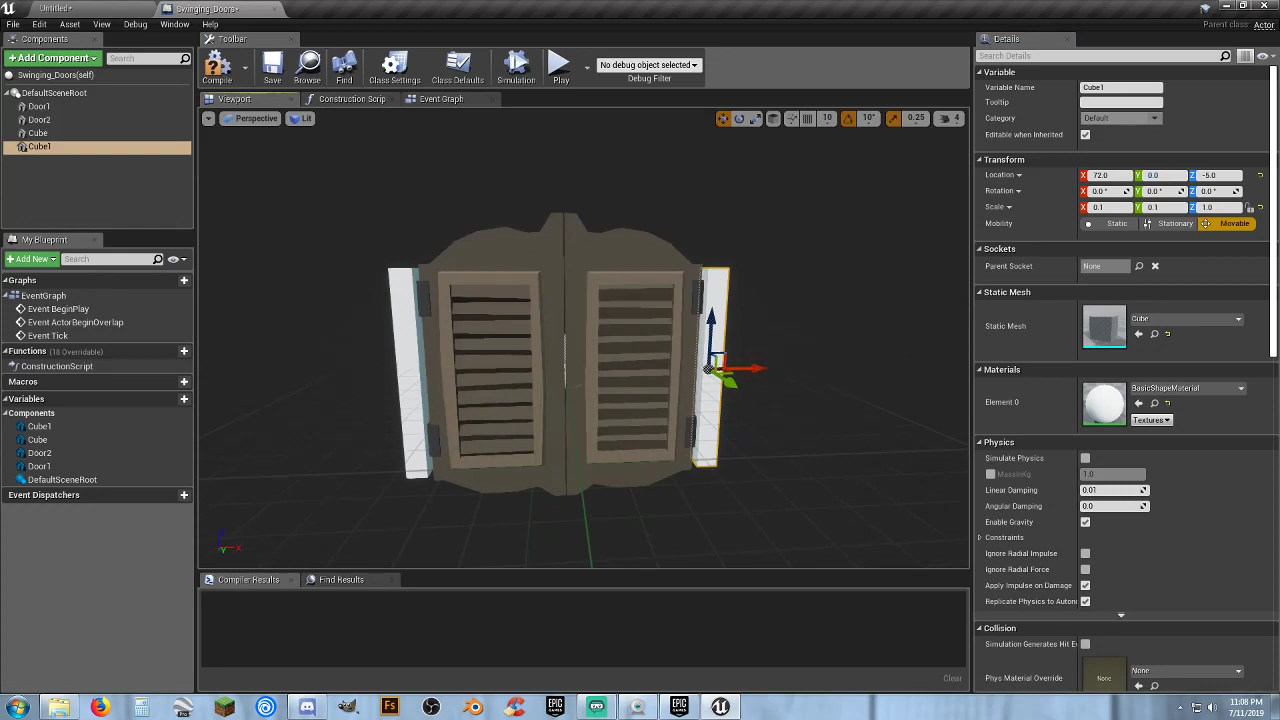 Untitled*
Swinging_Doors*
File Edit Asset View Debug Window Help
Parent class: Actor
Components
+Add Component
Search
Swinging_Doors(self)
DefaultSceneRoot
Door1
Door2
Cube
Cube1
My Blueprint
+Add New
Search
Graphs
EventGraph
Event BeginPlay
Event ActorBeginOverlap
Event Tick
Functions (18 Overridable)
ConstructionScript
Macros
Variables
Components
Cube1
Cube
Door2
Door1
DefaultSceneRoot
Event Dispatchers
Toolbar
Compile Save Browse Find Class Settings Class Defaults Simulation Play
No debug object selected
Debug Filter
Viewport Construction Scrip Event Graph
Perspective Lit
10 10° 0.25 4
Z
X
Y
Compiler Results Find Results
Clear
Details
Search Details
Variable
Variable Name Cube1
Tooltip
Category Default
Editable when Inherited
Transform
Location X 72.0 Y 0.0 Z -5.0
Rotation X 0.0 ° Y 0.0 ° Z 0.0 °
Scale X 0.1 Y 0.1 Z 1.0
Mobility Static Stationary Movable
Sockets
Parent Socket None
Static Mesh
Static Mesh Cube
Materials
Element 0 BasicShapeMaterial
Textures
Physics
Simulate Physics
MassInKg 1.0
Linear Damping 0.01
Angular Damping 0.0
Enable Gravity
Constraints
Ignore Radial Impulse
Ignore Radial Force
Apply Impulse on Damage
Replicate Physics to Auton
Collision
Simulation Generates Hit E
Phys Material Override None None
Fs
EPIC GAMES
EPIC GAMES
11:08 PM
7/11/2019